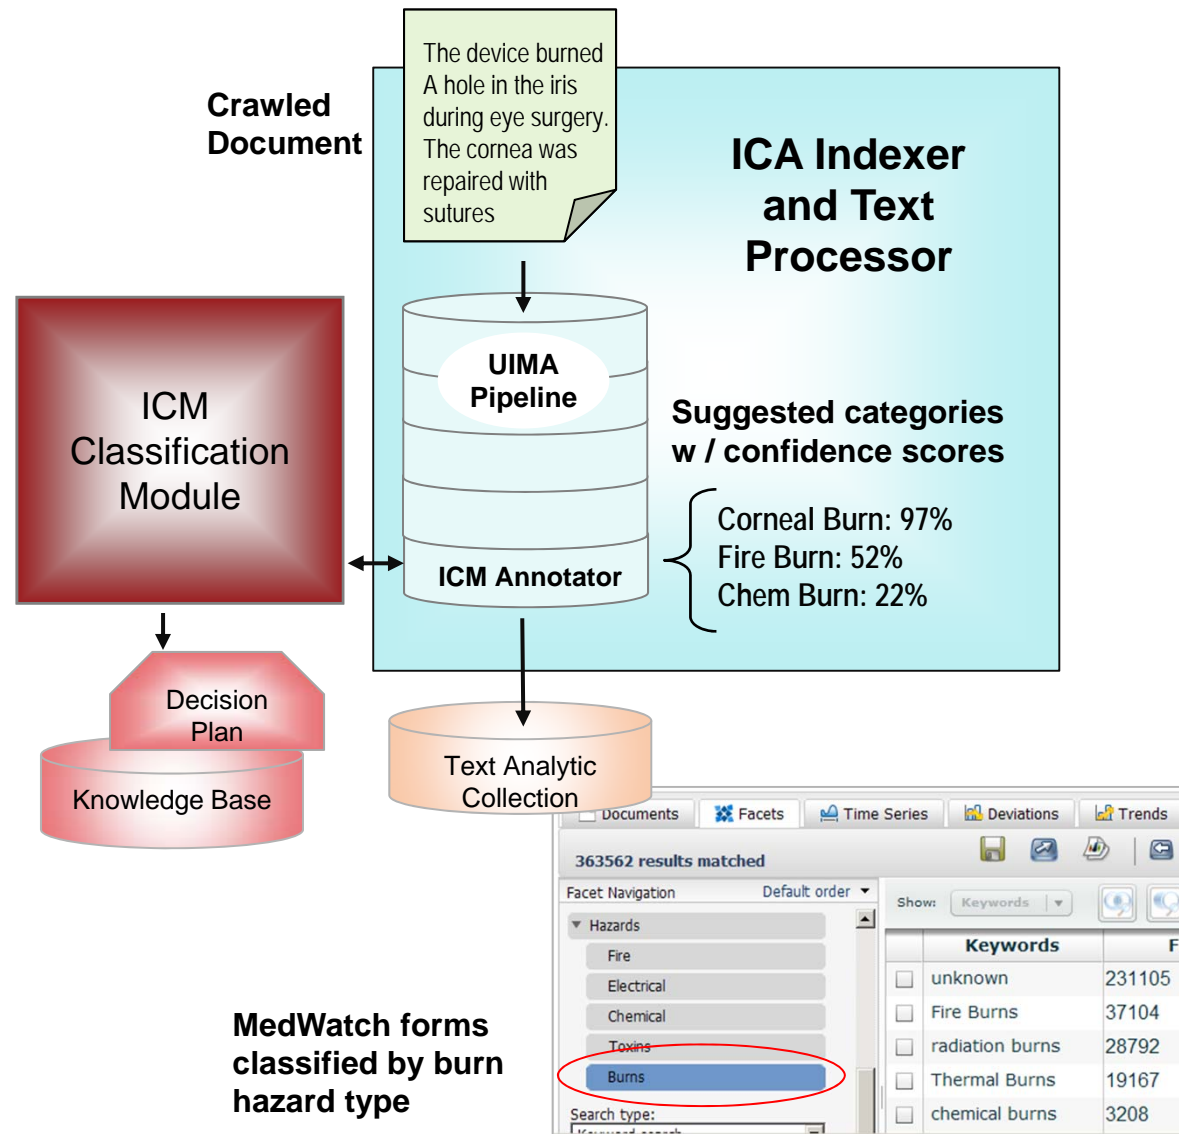 The device burned
A hole in the iris
during eye surgery.
The cornea was
repaired with
sutures
Crawled
Document
ICA Indexer
and Text
Processor
UIMA
Pipeline
ICM
Classification
Module
Suggested categories
w / confidence scores
Corneal Burn: 97%
Fire Burn: 52%
Chem Burn: 22%
ICM Annotator
Decision
Plan
Knowledge Base
Text Analytic
Collection
Documents Facets Time Series Deviations Trends
363562 results matched
Facet Navigation Default order
Show: Keywords
Hazards
Fire
Electrical
Chemical
Toxins
Burns
Search type:
Keyword search
Keywords F
unknown 231105
Fire Burns 37104
radiation burns 28792
Thermal Burns 19167
chemical burns 3208
MedWatch forms
classified by burn
hazard type